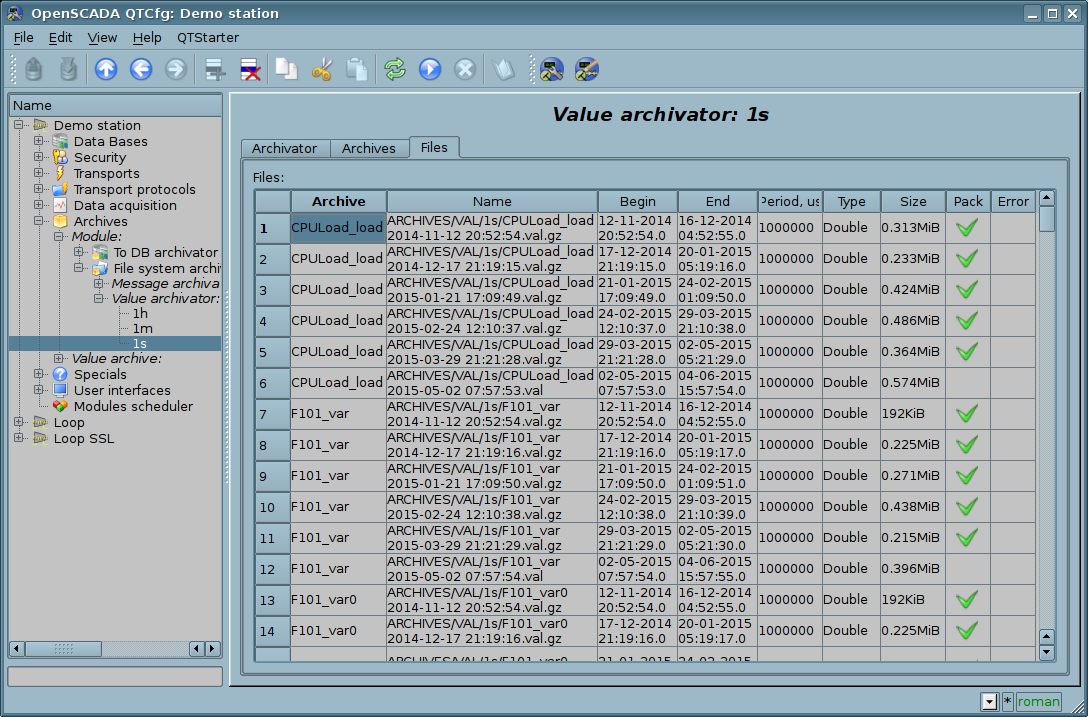 OpenSCADA QTCfg: Demo station
File Edit View Help QTStarter
Name
Demo station
Data Bases
Security
Transports
Transport protocols
Data acquisition
Archives
Module:
To DB archivator
File system archi
Message archiva
Value archivator:
1h
1m
1s
Value archive:
Specials
User interfaces
Modules scheduler
Loop
Loop SSL
Value archivator: 1s
Archivator Archives Files
Files:
Archive Name Begin End Period, us Type Size Pack Error
1 CPULoad_load ARCHIVES/VAL/1s/CPULoad_load 12-11-2014 16-12-2014 1000000 Double 0.313MiB
2014-11-12 20:52:54.val.gz 20:52:54.0 04:52:55.0
2 CPULoad_load ARCHIVES/VAL/1s/CPULoad_load 17-12-2014 20-01-2015 1000000 Double 0.233MiB
2014-12-17 21:19:15.val.gz 21:19:15.0 05:19:16.0
3 CPULoad_load ARCHIVES/VAL/1s/CPULoad_load 21-01-2015 24-02-2015 1000000 Double 0.424MiB
2015-01-21 17:09:49.val.gz 17:09:49.0 01:09:50.0
4 CPULoad_load ARCHIVES/VAL/1s/CPULoad_load 24-02-2015 29-03-2015 1000000 Double 0.486MiB
2015-02-24 12:10:37.val.gz 12:10:37.0 21:10:38.0
5 CPULoad_load ARCHIVES/VAL/1s/CPULoad_load 29-03-2015 02-05-2015 1000000 Double 0.364MiB
2015-03-29 21:21:28.val.gz 21:21:28.0 05:21:29.0
6 CPULoad_load ARCHIVES/VAL/1s/CPULoad_load 02-05-2015 04-06-2015 1000000 Double 0.574MiB
2015-05-02 07:57:53.val 07:57:53.0 15:57:54.0
7 F101_var ARCHIVES/VAL/1s/F101_var 12-11-2014 16-12-2014 1000000 Double 192KiB
2014-11-12 20:52:54.val.gz 20:52:54.0 04:52:55.0
8 F101_var ARCHIVES/VAL/1s/F101_var 17-12-2014 20-01-2015 1000000 Double 0.225MiB
2014-12-17 21:19:16.val.gz 21:19:16.0 05:19:17.0
9 F101_var ARCHIVES/VAL/1s/F101_var 21-01-2015 24-02-2015 1000000 Double 0.271MiB
2015-01-21 17:09:50.val.gz 17:09:50.0 01:09:51.0
10 F101_var ARCHIVES/VAL/1s/F101_var 24-02-2015 29-03-2015 1000000 Double 0.438MiB
2015-02-24 12:10:38.val.gz 12:10:38.0 21:10:39.0
11 F101_var ARCHIVES/VAL/1s/F101_var 29-03-2015 02-05-2015 1000000 Double 0.215MiB
2015-03-29 21:21:29.val.gz 21:21:29.0 05:21:30.0
12 F101_var ARCHIVES/VAL/1s/F101_var 02-05-2015 04-06-2015 1000000 Double 0.396MiB
2015-05-02 07:57:54.val 07:57:54.0 15:57:55.0
13 F101_var0 ARCHIVES/VAL/1s/F101_var0 12-11-2014 16-12-2014 1000000 Double 192KiB
2014-11-12 20:52:54.val.gz 20:52:54.0 04:52:55.0
14 F101_var0 ARCHIVES/VAL/1s/F101_var0 17-12-2014 20-01-2015 1000000 Double 0.225MiB
2014-12-17 21:19:16.val.gz 21:19:16.0 05:19:17.0
ARCHIVES/VAL/1s/F101_var0 21-01-2015 24-02-2015
* roman